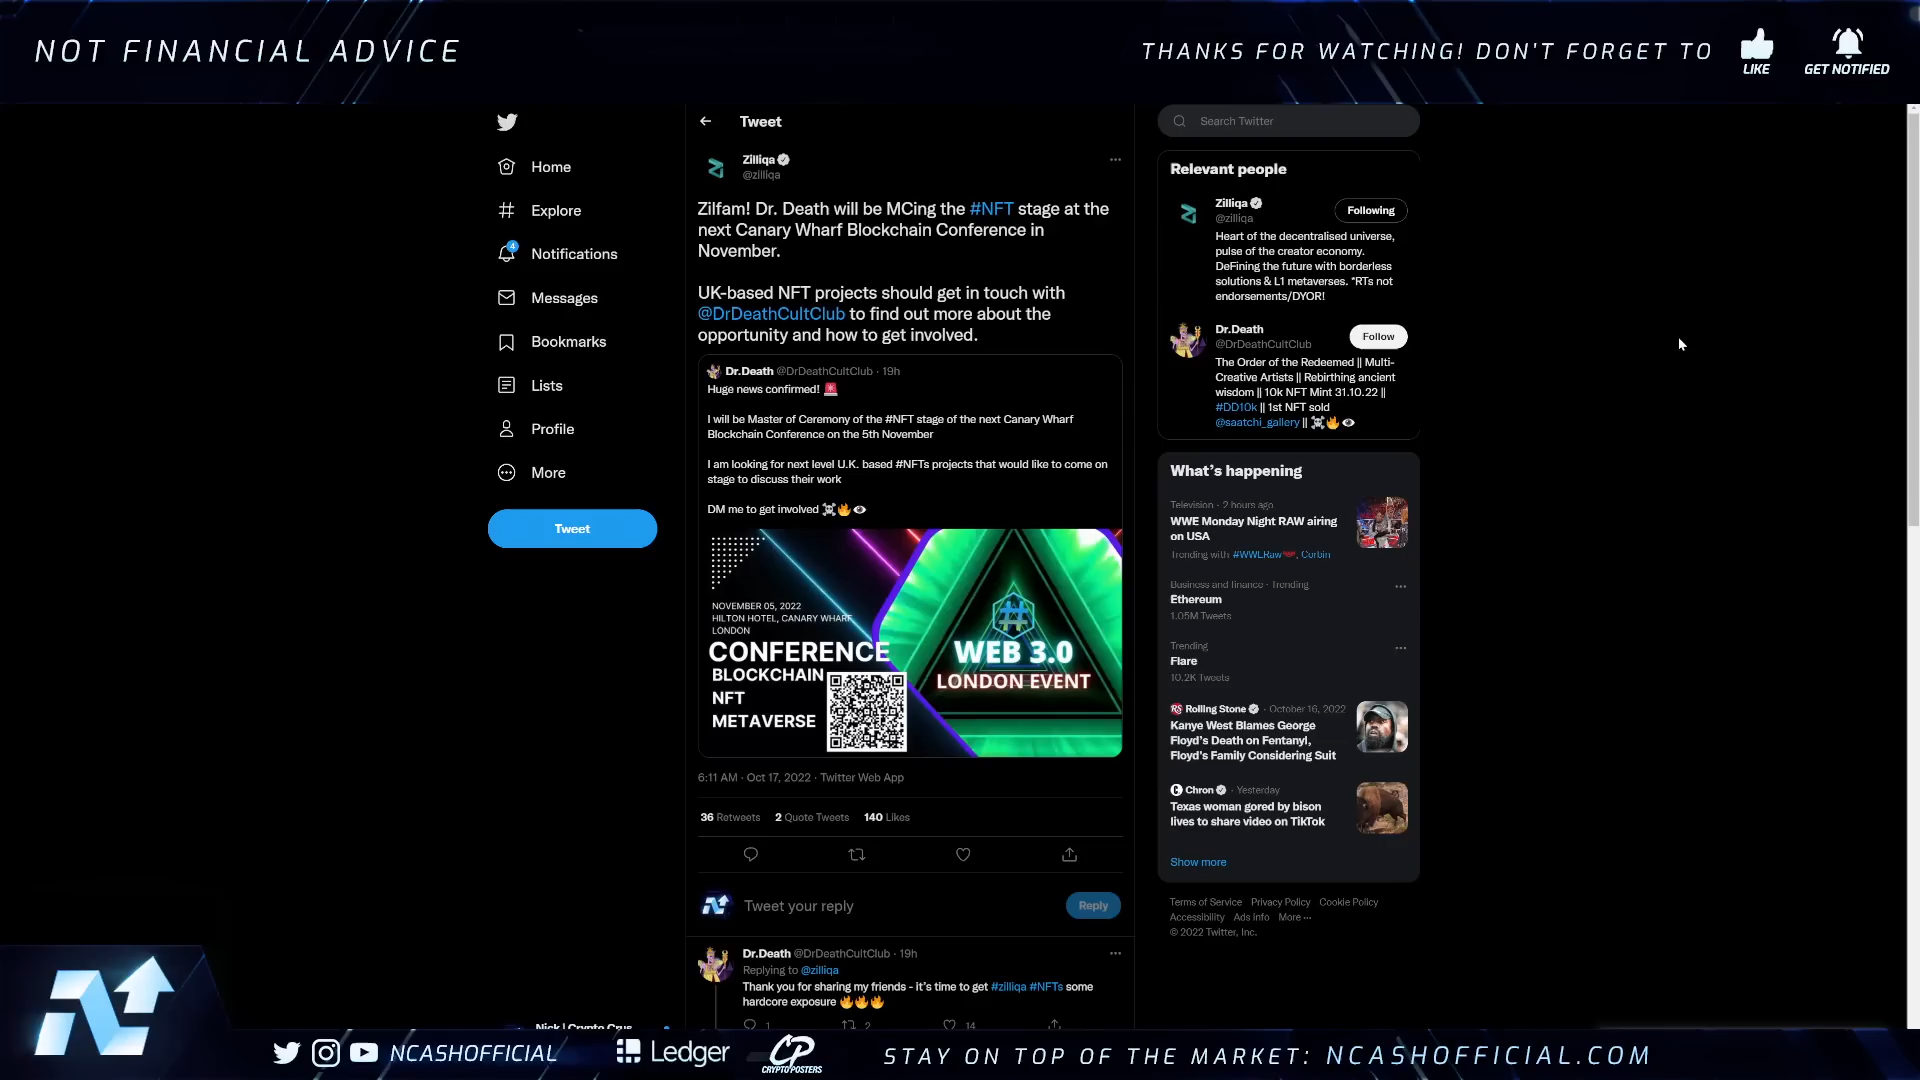 NOT FINANCIAL ADVICE
THANKS FOR WATCHING! DON'T FORGET TO
LIKE
GET NOTIFIED
Home
Explore
4
Notifications
Messages
Bookmarks
Lists
Profile
More
Tweet
Tweet
Zilliqa
@zilliqa
Zilfam! Dr. Death will be MCing the #NFT stage at the
next Canary Wharf Blockchain Conference in
November.
UK-based NFT projects should get in touch with
@DrDeathCultClub to find out more about the
opportunity and how to get involved.
Dr.Death @DrDeathCultClub · 19h
Huge news confirmed! 🚨
I will be Master of Ceremony of the #NFT stage of the next Canary Wharf
Blockchain Conference on the 5th November
I am looking for next level U.K. based #NFTs projects that would like to come on
stage to discuss their work
DM me to get involved ☠️🔥👁
NOVEMBER 05, 2022
HILTON HOTEL, CANARY WHARF,
LONDON
CONFERENCE
BLOCKCHAIN
NFT
METAVERSE
#
WEB 3.0
LONDON EVENT
6:11 AM · Oct 17, 2022 · Twitter Web App
36 Retweets 2 Quote Tweets 140 Likes
Tweet your reply
Reply
Dr.Death @DrDeathCultClub · 19h
Replying to @zilliqa
Thank you for sharing my friends - it's time to get #zilliqa #NFTs some
hardcore exposure 🔥🔥🔥
1 2 14
Search Twitter
Relevant people
Zilliqa
@zilliqa
Following
Heart of the decentralised universe,
pulse of the creator economy.
DeFining the future with borderless
solutions & L1 metaverses. *RTs not
endorsements/DYOR!
Dr.Death
@DrDeathCultClub
Follow
The Order of the Redeemed || Multi-
Creative Artists || Rebirthing ancient
wisdom || 10k NFT Mint 31.10.22 ||
#DD10k || 1st NFT sold
@saatchi_gallery || ☠️🔥👁
What's happening
Television · 2 hours ago
WWE Monday Night RAW airing
on USA
Trending with #WWERaw, Corbin
Business and finance · Trending
Ethereum
1.05M Tweets
Trending
Flare
10.2K Tweets
RS Rolling Stone · October 16, 2022
Kanye West Blames George
Floyd's Death on Fentanyl,
Floyd's Family Considering Suit
Chron · Yesterday
Texas woman gored by bison
lives to share video on TikTok
Show more
Terms of Service Privacy Policy Cookie Policy
Accessibility Ads info More ···
© 2022 Twitter, Inc.
Nick | Crypto Crus
NCASHOFFICIAL
Ledger
CP
CRYPTO POSTERS
STAY ON TOP OF THE MARKET: NCASHOFFICIAL.COM